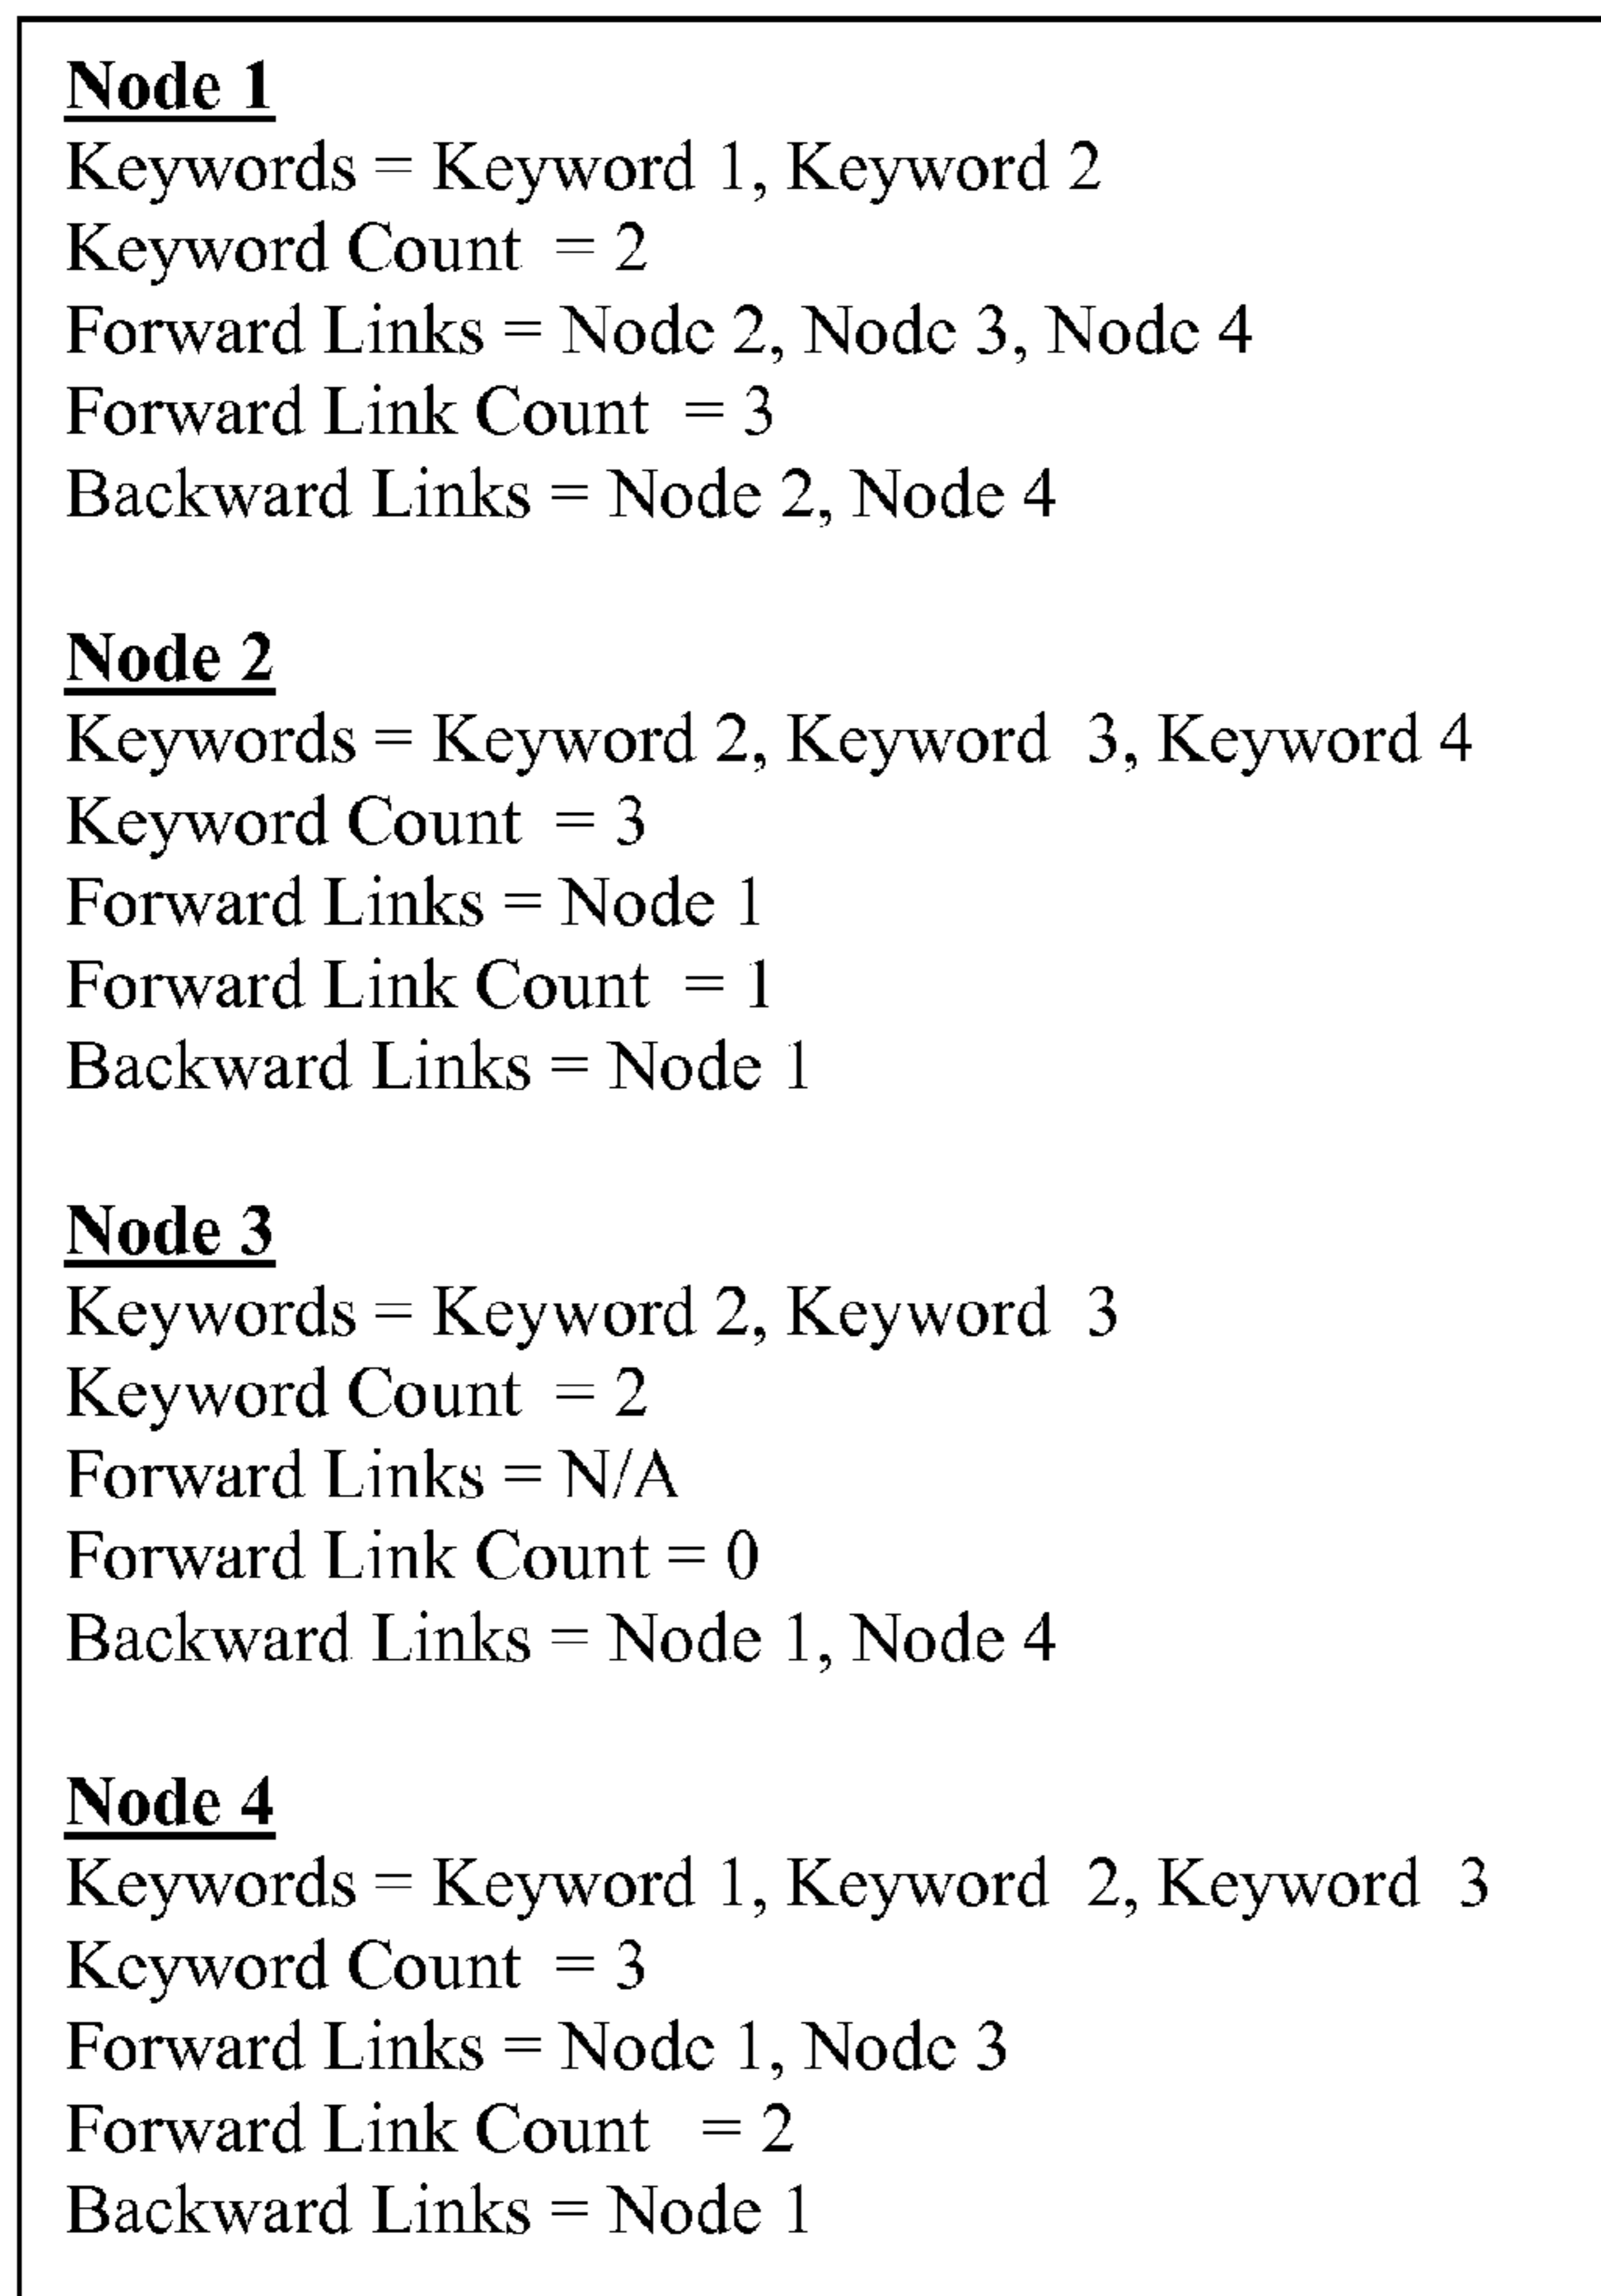 Node 1
Keywords = Keyword 1, Keyword 2
Keyword Count = 2
Forward Links = Node 2, Node 3, Node 4
Forward Link Count = 3
Backward Links = Node 2, Node 4
Node 2
Keywords = Keyword 2, Keyword 3, Keyword 4
Keyword Count = 3
Forward Links = Node 1
Forward Link Count = 1
Backward Links = Node 1
Node 3
Keywords = Keyword 2, Keyword 3
Keyword Count = 2
Forward Links = N/A
Forward Link Count = 0
Backward Links = Node 1, Node 4
Node 4
Keywords = Keyword 1, Keyword 2, Keyword 3
Keyword Count = 3
Forward Links = Node 1, Node 3
Forward Link Count = 2
Backward Links = Node 1